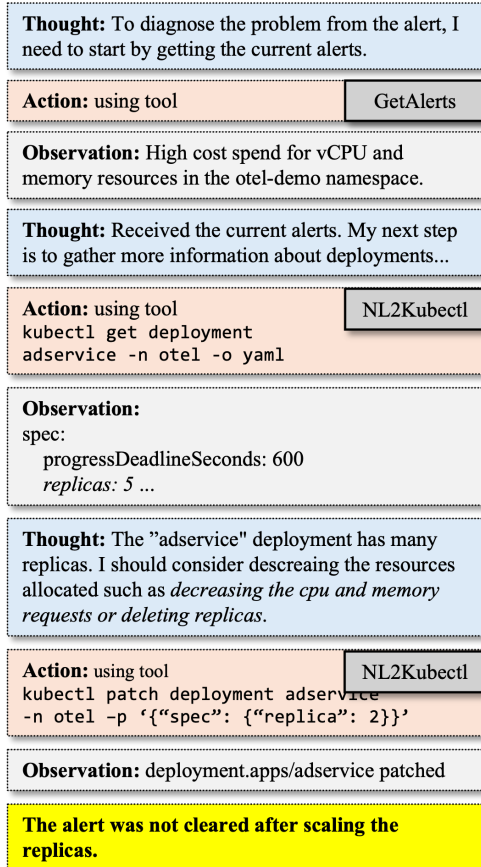 Thought: To diagnose the problem from the alert, I
need to start by getting the current alerts.
Action: using tool
GetAlerts
Observation: High cost spend for vCPU and
memory resources in the otel-demo namespace.
Thought: Received the current alerts. My next step
is to gather more information about deployments...
Action: using tool
NL2Kubectl
kubectl get deployment
adservice -n otel -o yaml
Observation:
spec:
progressDeadlineSeconds: 600
replicas: 5 ...
Thought: The ”adservice" deployment has many
replicas. I should consider descreaing the resources
allocated such as decreasing the cpu and memory
requests or deleting replicas.
Action: using tool
NL2Kubectl
kubectl patch deployment adservice
-n otel –p ‘{“spec”: {“replica”: 2}}’
Observation: deployment.apps/adservice patched
The alert was not cleared after scaling the
replicas.